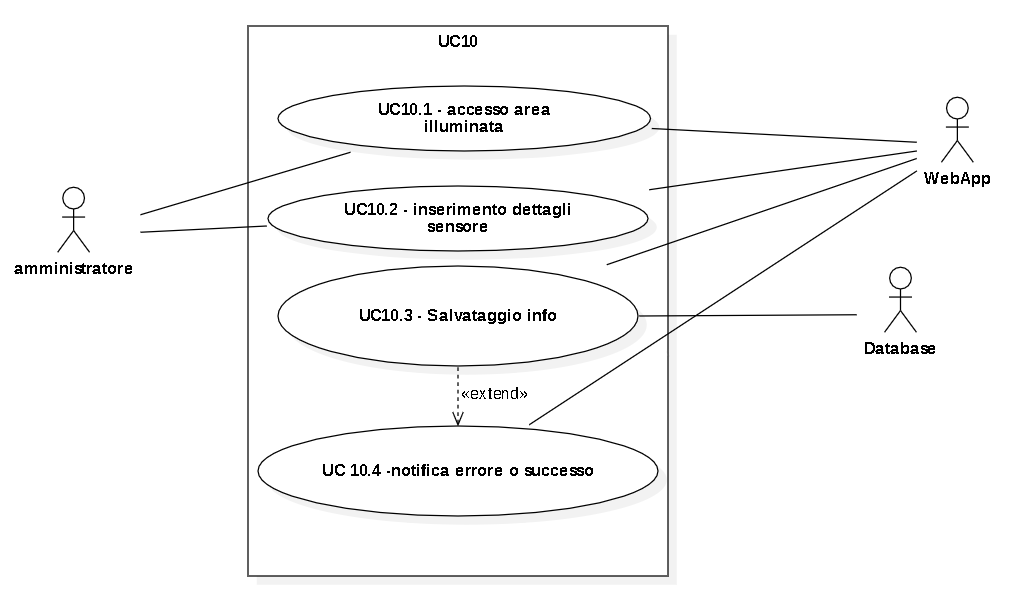 UC10
UC10.1 - accesso area
illuminata
WebApp
UC10.2 - inserimento dettagli
sensore
amministratore
UC10.3 - Salvataggio info
Database
«extend»
UC 10.4 -notifica errore o successo